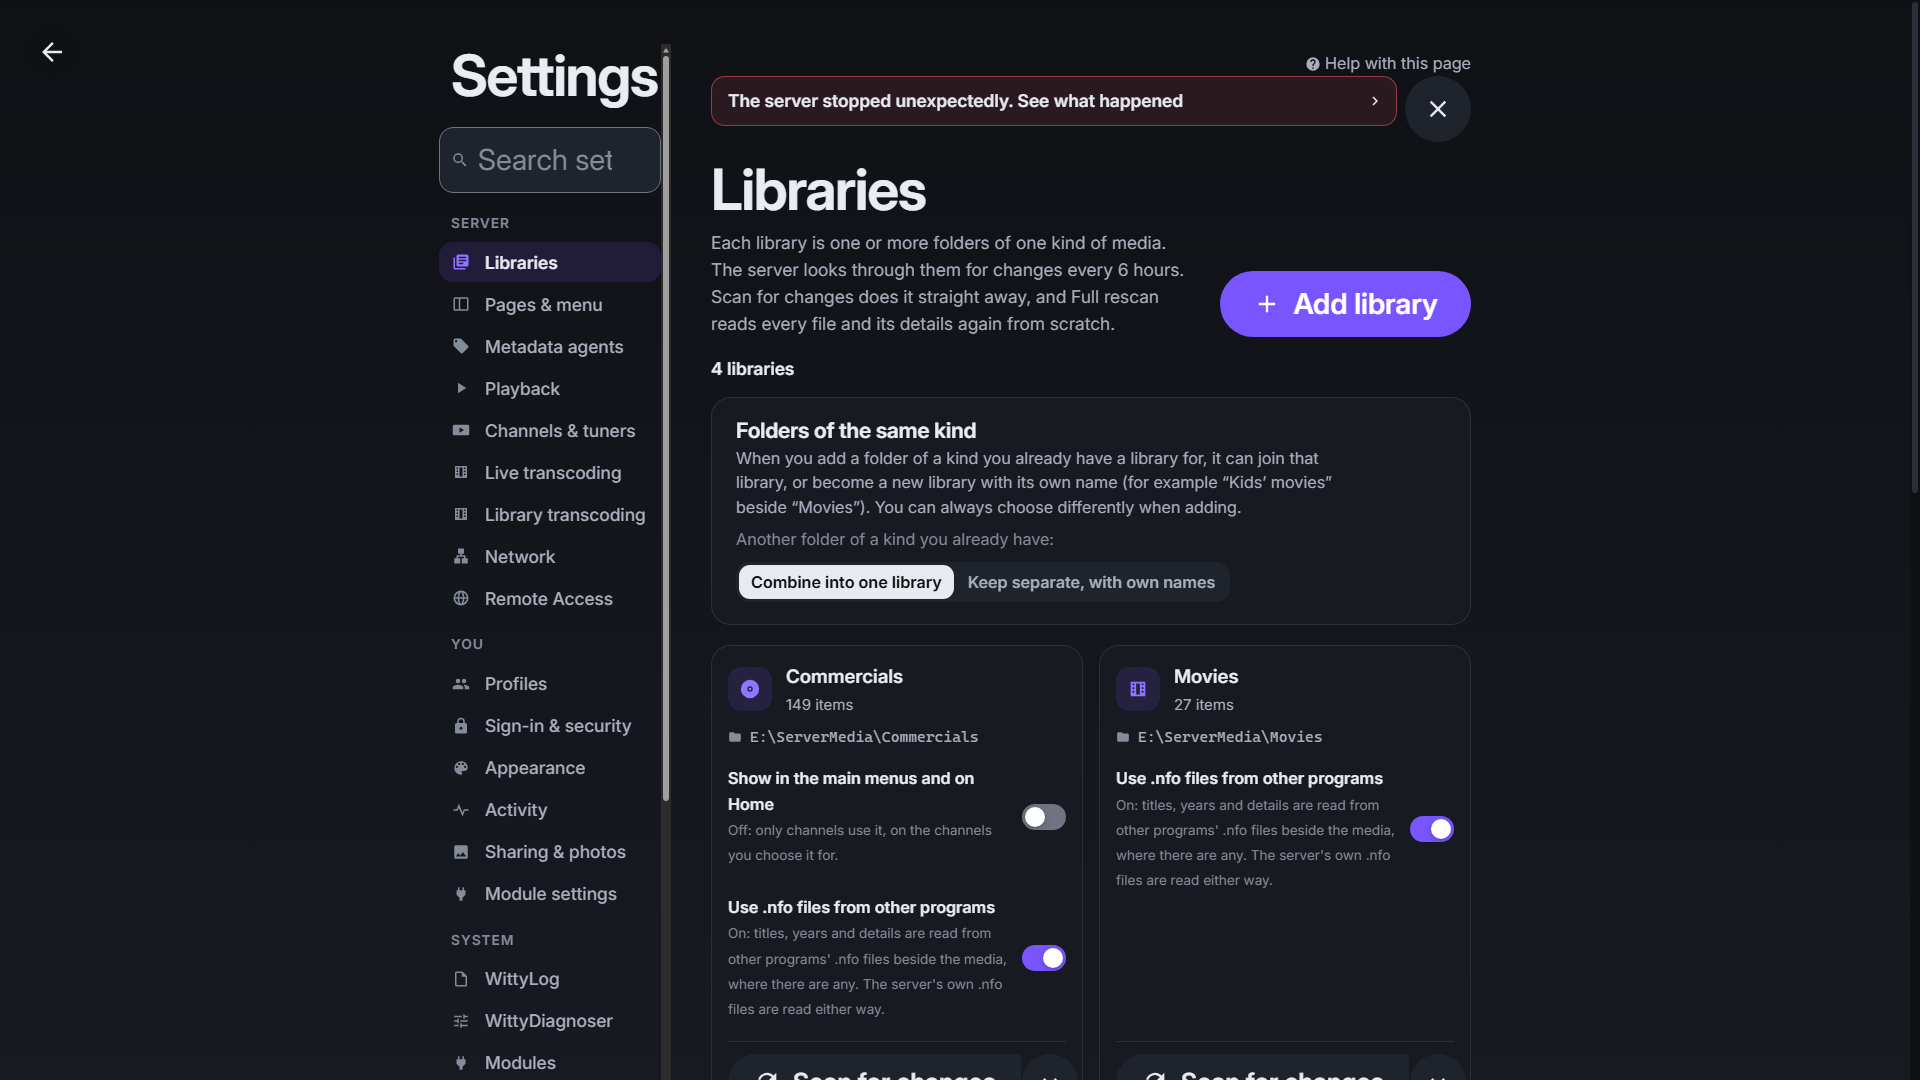 Settings
Search set
SERVER
Libraries
Pages & menu
Metadata agents
Playback
Channels & tuners
Live transcoding
Library transcoding
Network
Remote Access
YOU
Profiles
Sign-in & security
Appearance
Activity
Sharing & photos
Module settings
SYSTEM
WittyLog
WittyDiagnoser
Modules
Help with this page
The server stopped unexpectedly. See what happened
Libraries
Each library is one or more folders of one kind of media.
The server looks through them for changes every 6 hours.
Scan for changes does it straight away, and Full rescan
reads every file and its details again from scratch.
Add library
4 libraries
Folders of the same kind
When you add a folder of a kind you already have a library for, it can join that
library, or become a new library with its own name (for example “Kids’ movies”
beside “Movies”). You can always choose differently when adding.
Another folder of a kind you already have:
Combine into one library
Keep separate, with own names
Commercials
149 items
E:\ServerMedia\Commercials
Show in the main menus and on
Home
Off: only channels use it, on the channels
you choose it for.
Use .nfo files from other programs
On: titles, years and details are read from
other programs' .nfo files beside the media,
where there are any. The server's own .nfo
files are read either way.
Scan for changes
Movies
27 items
E:\ServerMedia\Movies
Use .nfo files from other programs
On: titles, years and details are read from
other programs' .nfo files beside the media,
where there are any. The server's own .nfo
files are read either way.
Scan for changes